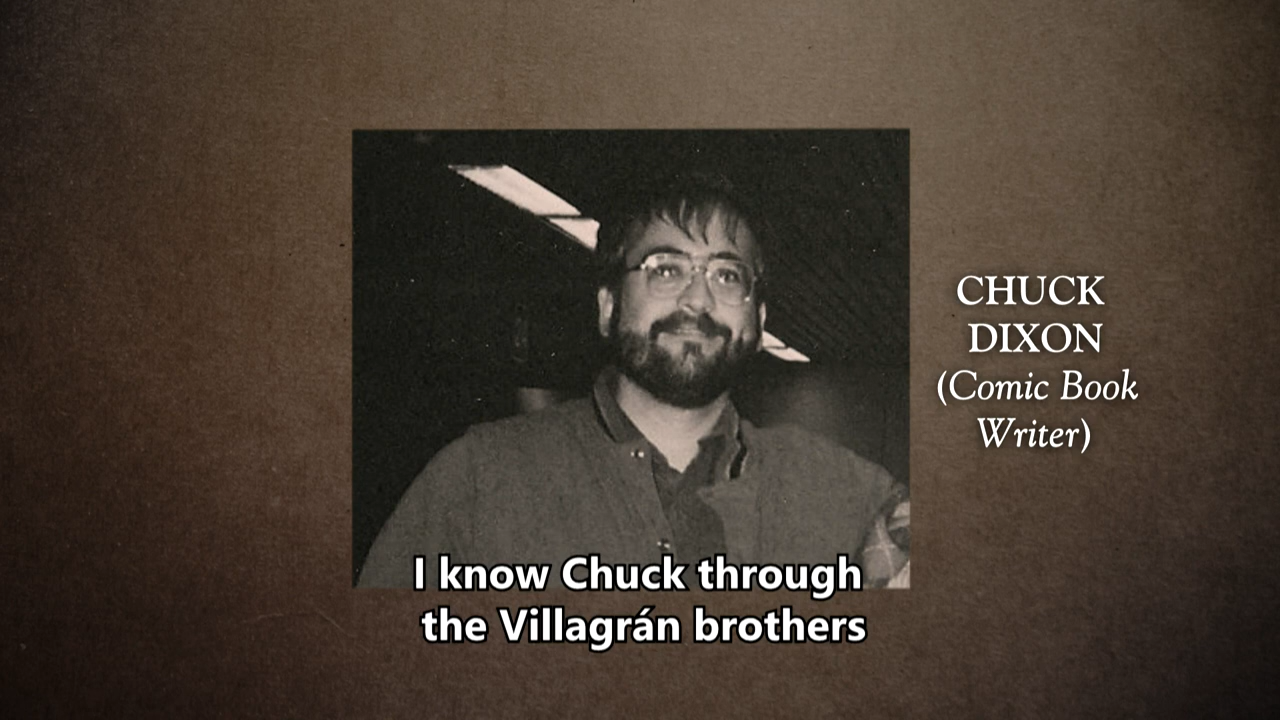 CHUCK
DIXON
(Comic Book
Writer)
I know Chuck through
the Villagrán brothers